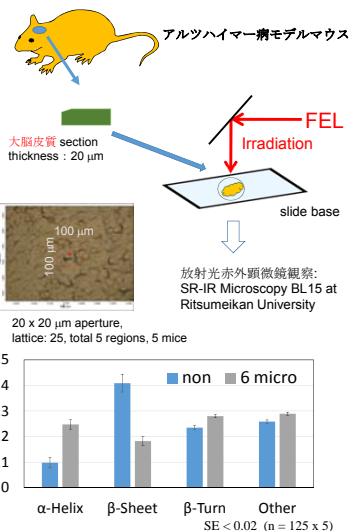 アルツハイマー病モデルマウス
FEL
Irradiation
大脳皮質 section
thickness : 20 μm
slide base
100 μm
100 μm
放射光赤外顕微鏡観察:
SR-IR Microscopy BL15 at
Ritsumeikan University
20 x 20 μm aperture,
lattice: 25, total 5 regions, 5 mice
5
4
3
2
1
0
non
6 micro
α-Helix
β-Sheet
β-Turn
Other
SE < 0.02 (n = 125 x 5)